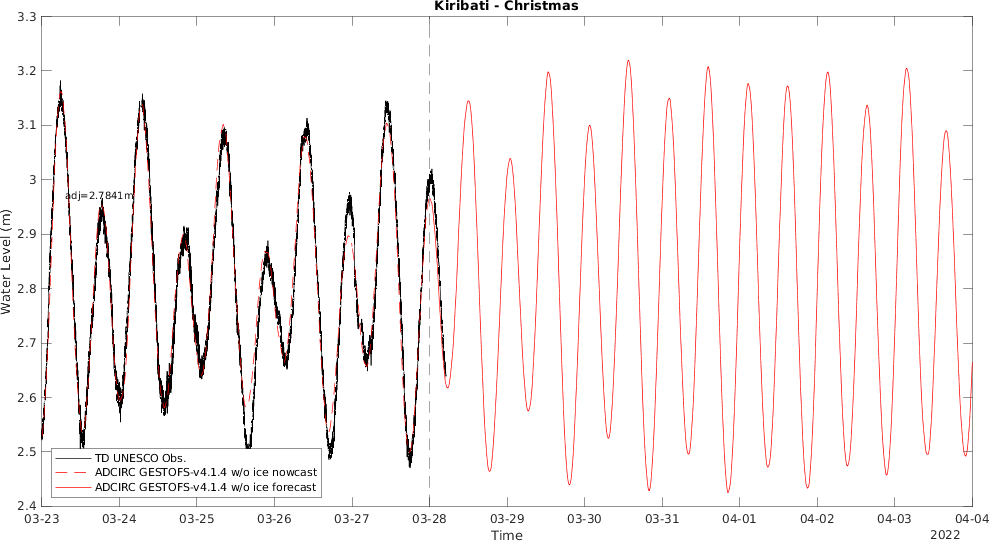 Kiribati - Christmas
3.3
3.2
3.1
3
2.9
2.8
2.7
2.6
2.5
2.4
Water Level (m)
adj=2.7841m
TD UNESCO Obs.
ADCIRC GESTOFS-v4.1.4 w/o ice nowcast
ADCIRC GESTOFS-v4.1.4 w/o ice forecast
03-23 03-24 03-25 03-26 03-27 03-28 03-29 03-30 03-31 04-01 04-02 04-03 04-04
Time
2022